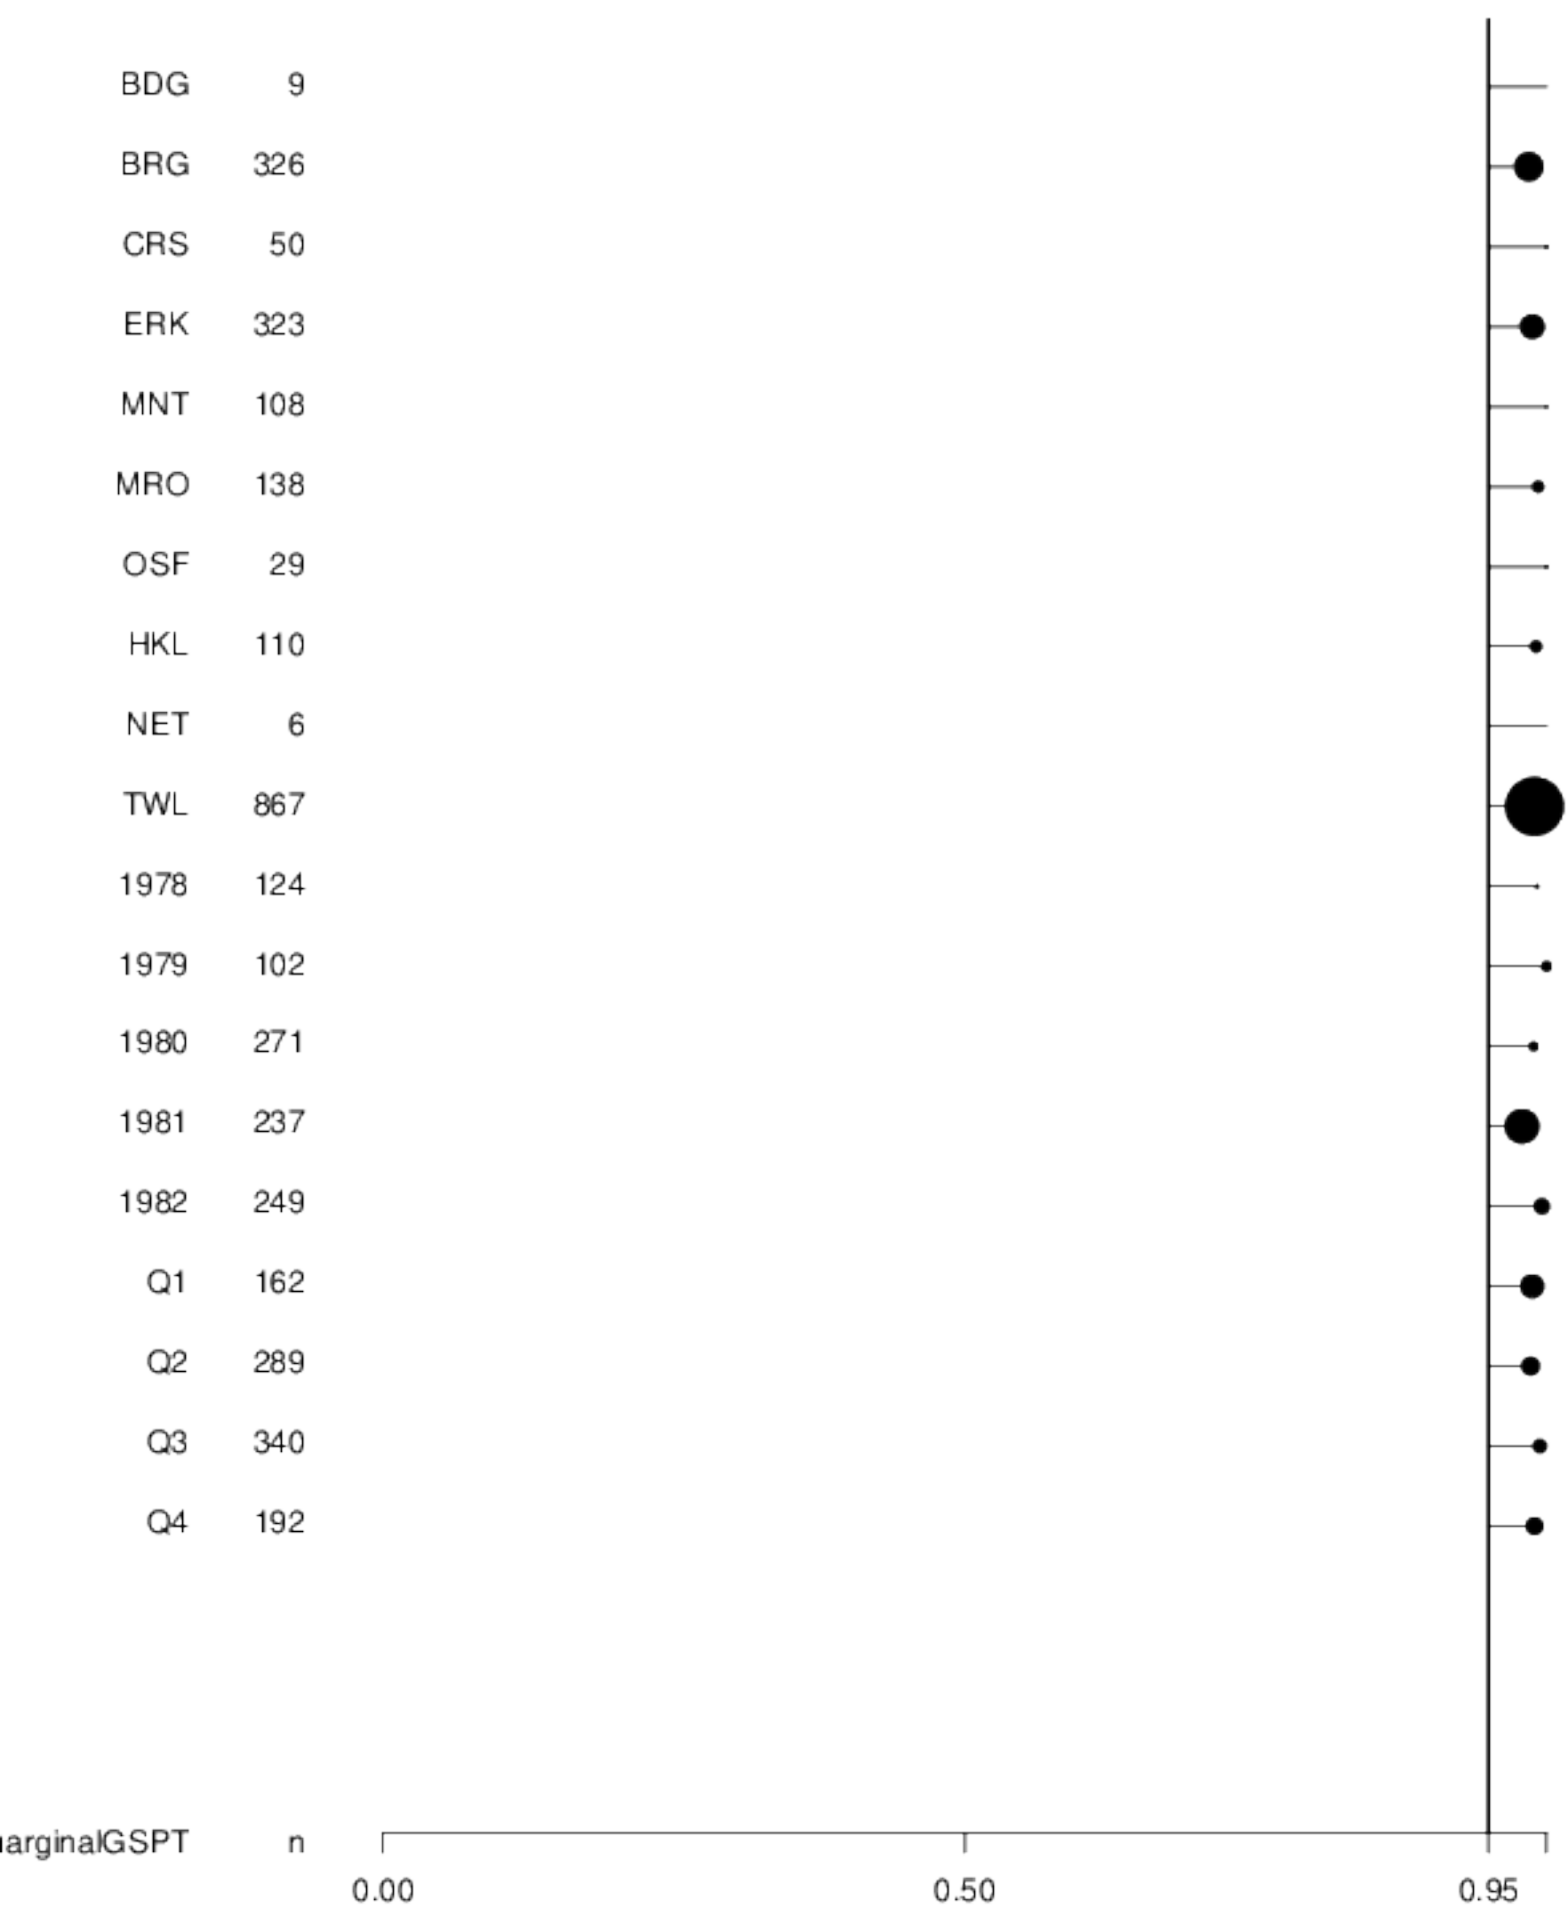 BDG 9
BRG 326
CRS 50
ERK 323
MNT 108
MRO 138
OSF 29
HKL 110
NET 6
TWL 867
1978 124
1979 102
1980 271
1981 237
1982 249
Q1 162
Q2 289
Q3 340
Q4 192
arginalGSPT n
0.00 0.50 0.95